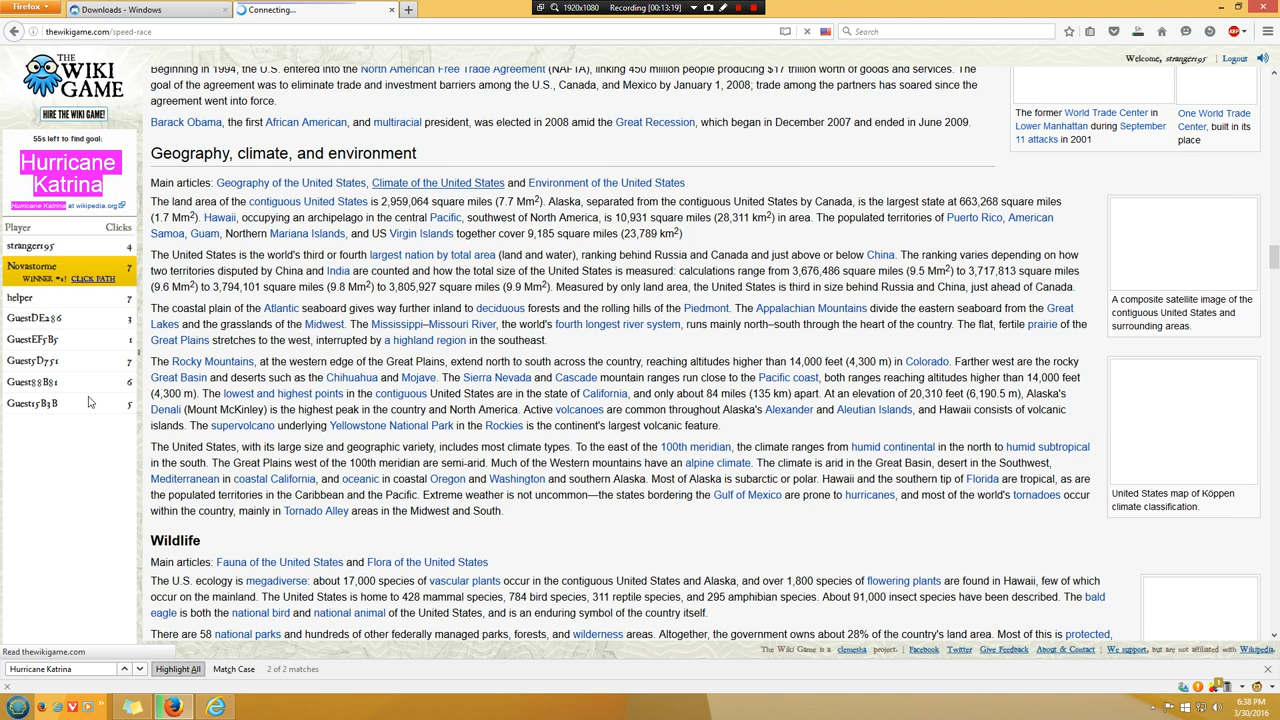 Firefox
Downloads - Windows
Connecting...
1920x1080
Recording [00:13:19]
thewikigame.com/speed-race
Search
ABP
Welcome, stranger195
Logout
THE WIKI GAME
HIRE THE WIKI GAME!
55s left to find goal:
Hurricane
Katrina
Hurricane Katrina at wikipedia.org
Player Clicks
stranger195 4
Novastorme 7
WINNER #1! CLICK PATH
helper 7
GuestDE286 3
GuestEF5B5 1
Guest5D751 7
Guest88B81 6
Guest15B3B 5
Beginning in 1994, the U.S. entered into the North American Free Trade Agreement (NAFTA), linking 450 million people producing $17 trillion worth of goods and services. The
goal of the agreement was to eliminate trade and investment barriers among the U.S., Canada, and Mexico by January 1, 2008; trade among the partners has soared since the
agreement went into force.
Barack Obama, the first African American, and multiracial president, was elected in 2008 amid the Great Recession, which began in December 2007 and ended in June 2009.
The former World Trade Center in
Lower Manhattan during September
11 attacks in 2001
One World Trade
Center, built in its
place
Geography, climate, and environment
Main articles: Geography of the United States, Climate of the United States and Environment of the United States
The land area of the contiguous United States is 2,959,064 square miles (7.7 Mm²). Alaska, separated from the contiguous United States by Canada, is the largest state at 663,268 square miles
(1.7 Mm²). Hawaii, occupying an archipelago in the central Pacific, southwest of North America, is 10,931 square miles (28,311 km²) in area. The populated territories of Puerto Rico, American
Samoa, Guam, Northern Mariana Islands, and US Virgin Islands together cover 9,185 square miles (23,789 km²)
The United States is the world's third or fourth largest nation by total area (land and water), ranking behind Russia and Canada and just above or below China. The ranking varies depending on how
two territories disputed by China and India are counted and how the total size of the United States is measured: calculations range from 3,676,486 square miles (9.5 Mm²) to 3,717,813 square miles
(9.6 Mm²) to 3,794,101 square miles (9.8 Mm²) to 3,805,927 square miles (9.9 Mm²). Measured by only land area, the United States is third in size behind Russia and China, just ahead of Canada.
The coastal plain of the Atlantic seaboard gives way further inland to deciduous forests and the rolling hills of the Piedmont. The Appalachian Mountains divide the eastern seaboard from the Great
Lakes and the grasslands of the Midwest. The Mississippi–Missouri River, the world's fourth longest river system, runs mainly north–south through the heart of the country. The flat, fertile prairie of the
Great Plains stretches to the west, interrupted by a highland region in the southeast.
A composite satellite image of the
contiguous United States and
surrounding areas.
The Rocky Mountains, at the western edge of the Great Plains, extend north to south across the country, reaching altitudes higher than 14,000 feet (4,300 m) in Colorado. Farther west are the rocky
Great Basin and deserts such as the Chihuahua and Mojave. The Sierra Nevada and Cascade mountain ranges run close to the Pacific coast, both ranges reaching altitudes higher than 14,000 feet
(4,300 m). The lowest and highest points in the contiguous United States are in the state of California, and only about 84 miles (135 km) apart. At an elevation of 20,310 feet (6,190.5 m), Alaska's
Denali (Mount McKinley) is the highest peak in the country and North America. Active volcanoes are common throughout Alaska's Alexander and Aleutian Islands, and Hawaii consists of volcanic
islands. The supervolcano underlying Yellowstone National Park in the Rockies is the continent's largest volcanic feature.
The United States, with its large size and geographic variety, includes most climate types. To the east of the 100th meridian, the climate ranges from humid continental in the north to humid subtropical
in the south. The Great Plains west of the 100th meridian are semi-arid. Much of the Western mountains have an alpine climate. The climate is arid in the Great Basin, desert in the Southwest,
Mediterranean in coastal California, and oceanic in coastal Oregon and Washington and southern Alaska. Most of Alaska is subarctic or polar. Hawaii and the southern tip of Florida are tropical, as are
the populated territories in the Caribbean and the Pacific. Extreme weather is not uncommon—the states bordering the Gulf of Mexico are prone to hurricanes, and most of the world's tornadoes occur
within the country, mainly in Tornado Alley areas in the Midwest and South.
United States map of Köppen
climate classification.
Wildlife
Main articles: Fauna of the United States and Flora of the United States
The U.S. ecology is megadiverse: about 17,000 species of vascular plants occur in the contiguous United States and Alaska, and over 1,800 species of flowering plants are found in Hawaii, few of which
occur on the mainland. The United States is home to 428 mammal species, 784 bird species, 311 reptile species, and 295 amphibian species. About 91,000 insect species have been described. The bald
eagle is both the national bird and national animal of the United States, and is an enduring symbol of the country itself.
There are 58 national parks and hundreds of other federally managed parks, forests, and wilderness areas. Altogether, the government owns about 28% of the country's land area. Most of this is protected,
Read thewikigame.com
The Wiki Game is a clemesha project. Facebook Twitter Give Feedback About & Contact We support, but are not affiliated with Wikipedia.
Hurricane Katrina
Highlight All
Match Case
2 of 2 matches
6:38 PM
3/30/2016